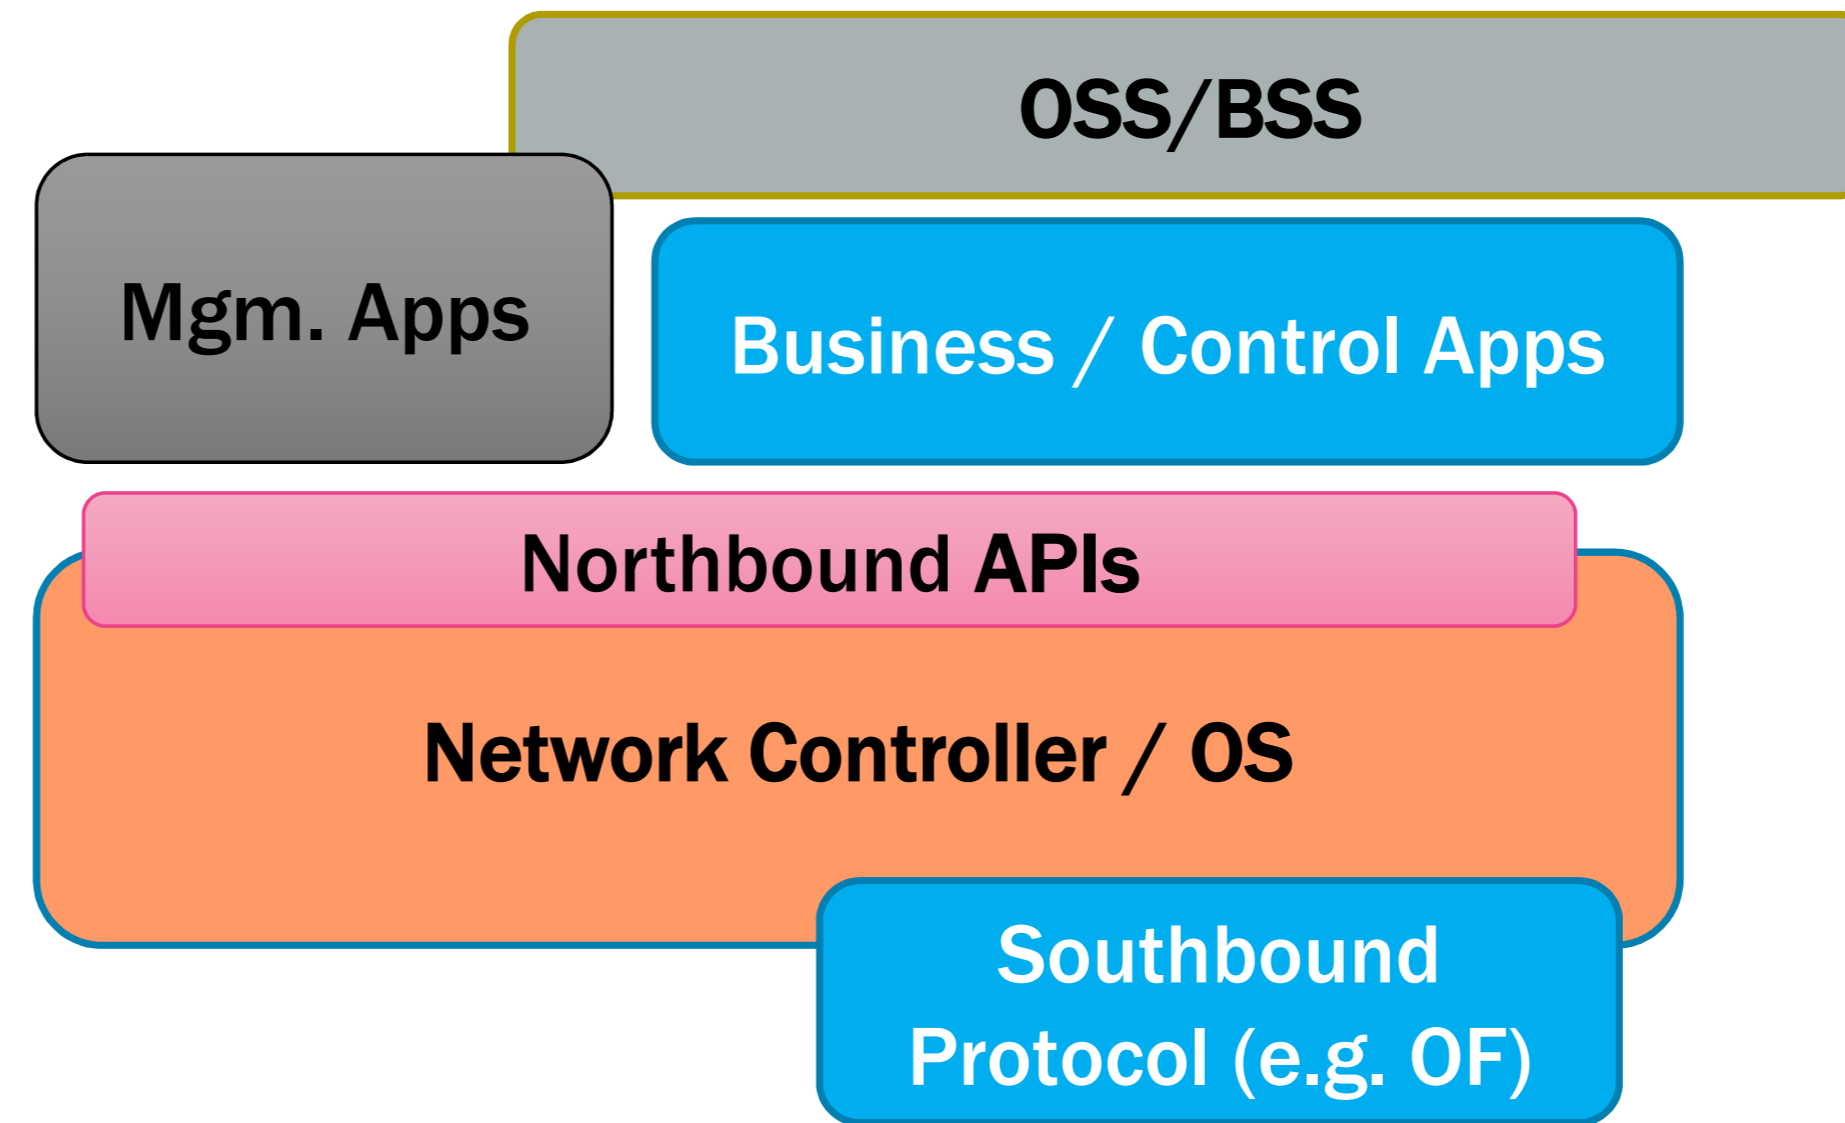 OSS/BSS
Mgm. Apps
Business / Control Apps
Northbound APIs
Network Controller / OS
Southbound
Protocol (e.g. OF)